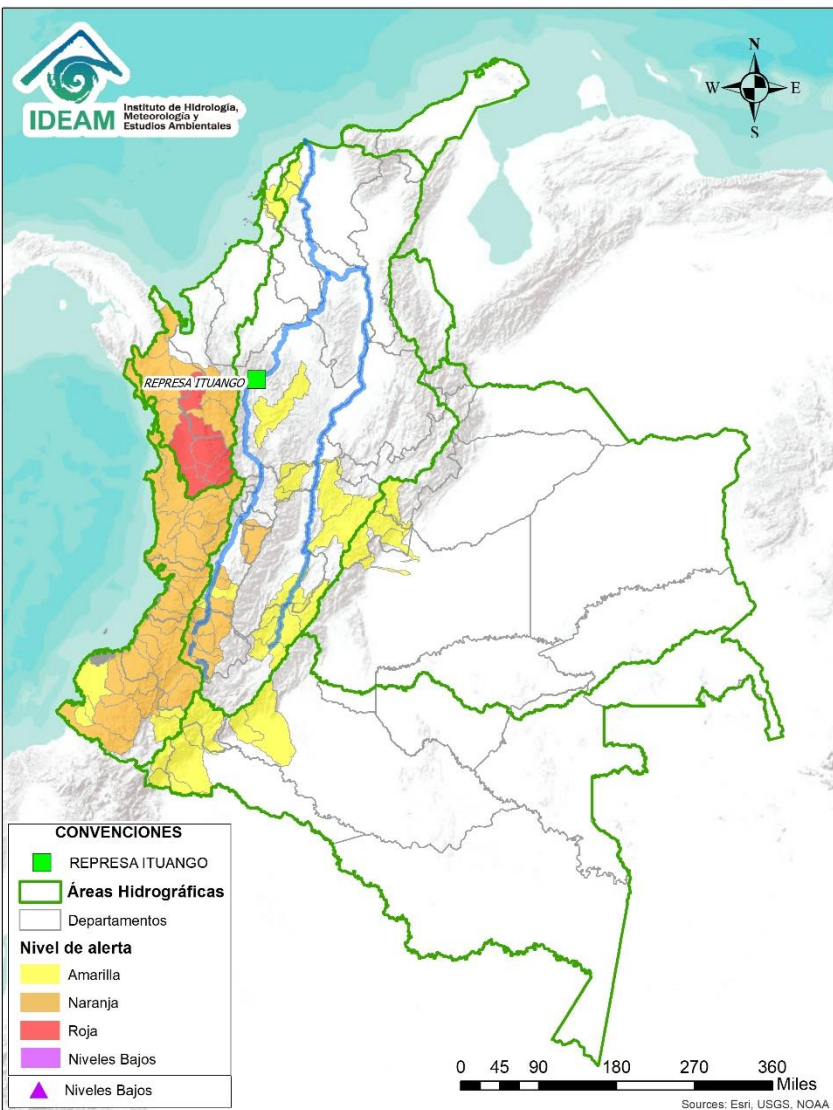 IDEAM
Instituto de Hidrología,
Meteorología y
Estudios Ambientales
N
W
E
S
REPRESA ITUANGO
CONVENCIONES
REPRESA ITUANGO
Áreas Hidrográficas
Departamentos
Nivel de alerta
Amarilla
Naranja
Roja
Niveles Bajos
Niveles Bajos
0 45 90 180 270 360
Miles
Sources: Esri, USGS, NOAA